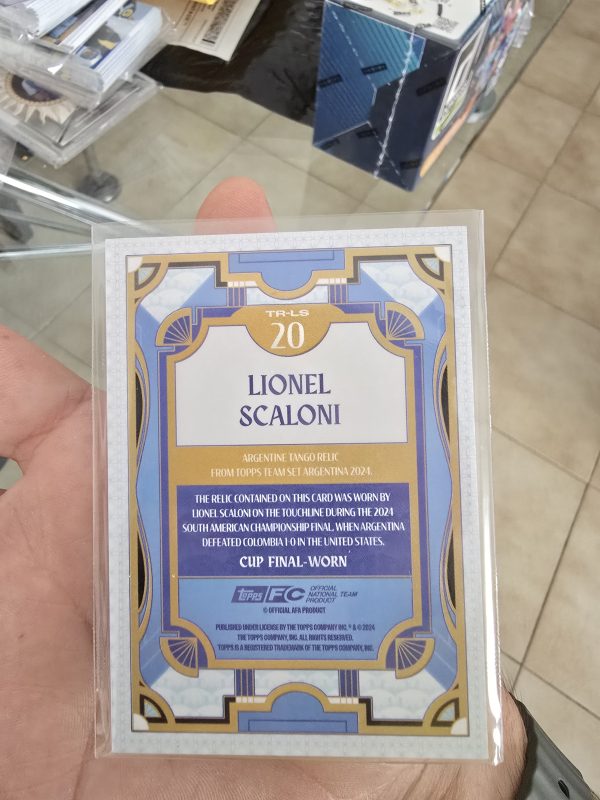 TR-LS
20
LIONEL
SCALONI
ARGENTINE TANGO RELIC
FROM TOPPS TEAM SET ARGENTINA 2024.
THE RELIC CONTAINED ON THIS CARD WAS WORN BY
LIONEL SCALONI ON THE TOUCHLINE DURING THE 2024
SOUTH AMERICAN CHAMPIONSHIP FINAL, WHEN ARGENTINA
DEFEATED COLOMBIA 1-0 IN THE UNITED STATES.
CUP FINAL-WORN
Topps FC OFFICIAL
NATIONAL TEAM
PRODUCT
© OFFICIAL AFA PRODUCT
PUBLISHED UNDER LICENSE BY THE TOPPS COMPANY INC. ® & © 2024
THE TOPPS COMPANY, INC. ALL RIGHTS RESERVED.
TOPPS IS A REGISTERED TRADEMARK OF THE TOPPS COMPANY, INC.